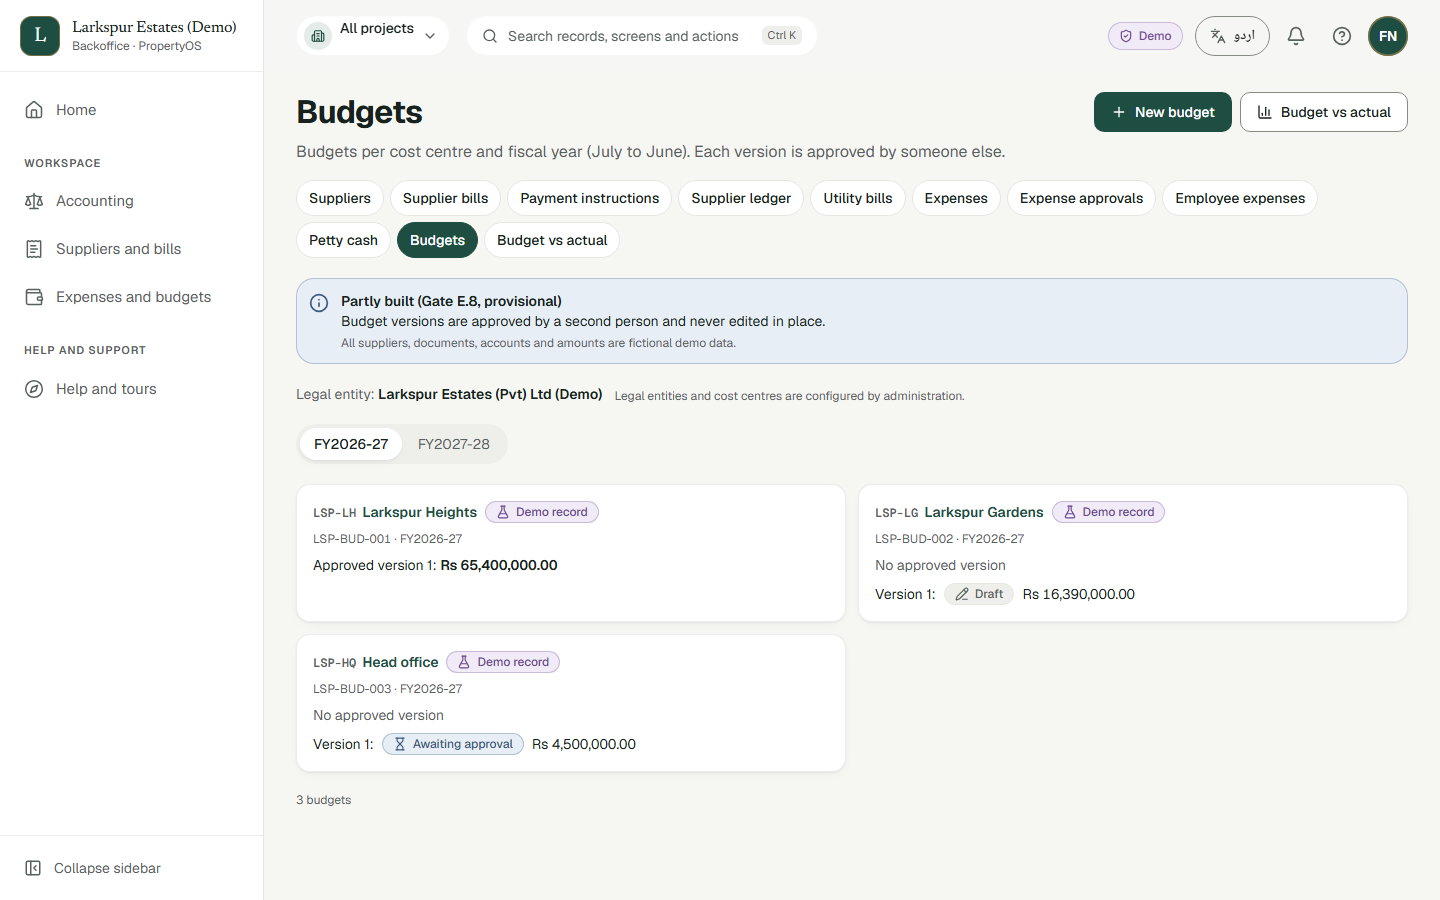 L
Larkspur Estates (Demo)
Backoffice · PropertyOS
All projects
Search records, screens and actions
Ctrl K
Demo
اردو
FN
Home
WORKSPACE
Accounting
Suppliers and bills
Expenses and budgets
HELP AND SUPPORT
Help and tours
Collapse sidebar
Budgets
New budget
Budget vs actual
Budgets per cost centre and fiscal year (July to June). Each version is approved by someone else.
Suppliers
Supplier bills
Payment instructions
Supplier ledger
Utility bills
Expenses
Expense approvals
Employee expenses
Petty cash
Budgets
Budget vs actual
Partly built (Gate E.8, provisional)
Budget versions are approved by a second person and never edited in place.
All suppliers, documents, accounts and amounts are fictional demo data.
Legal entity: Larkspur Estates (Pvt) Ltd (Demo) Legal entities and cost centres are configured by administration.
FY2026-27
FY2027-28
LSP-LH Larkspur Heights Demo record
LSP-BUD-001 · FY2026-27
Approved version 1: Rs 65,400,000.00
LSP-LG Larkspur Gardens Demo record
LSP-BUD-002 · FY2026-27
No approved version
Version 1: Draft Rs 16,390,000.00
LSP-HQ Head office Demo record
LSP-BUD-003 · FY2026-27
No approved version
Version 1: Awaiting approval Rs 4,500,000.00
3 budgets